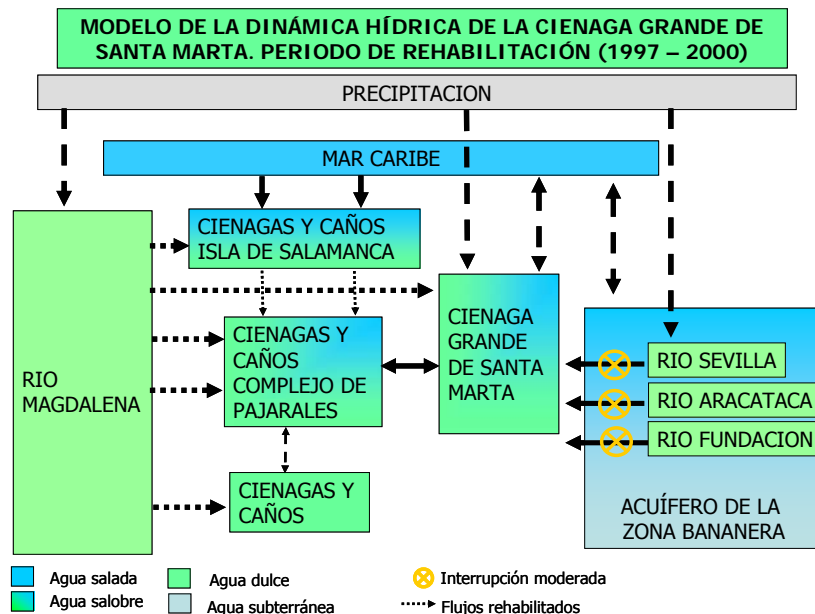 MODELO DE LA DINÁMICA HÍDRICA DE LA CIENAGA GRANDE DE
SANTA MARTA. PERIODO DE REHABILITACIÓN (1997 – 2000)
PRECIPITACION
MAR CARIBE
CIENAGAS Y CAÑOS
ISLA DE SALAMANCA
RIO
MAGDALENA
CIENAGAS Y
CAÑOS
COMPLEJO DE
PAJARALES
CIENAGA
GRANDE
DE SANTA
MARTA
RIO SEVILLA
RIO ARACATACA
RIO FUNDACION
CIENAGAS Y
CAÑOS
ACUÍFERO DE LA
ZONA BANANERA
Agua salada
Agua dulce
Interrupción moderada
Agua salobre
Agua subterránea
Flujos rehabilitados